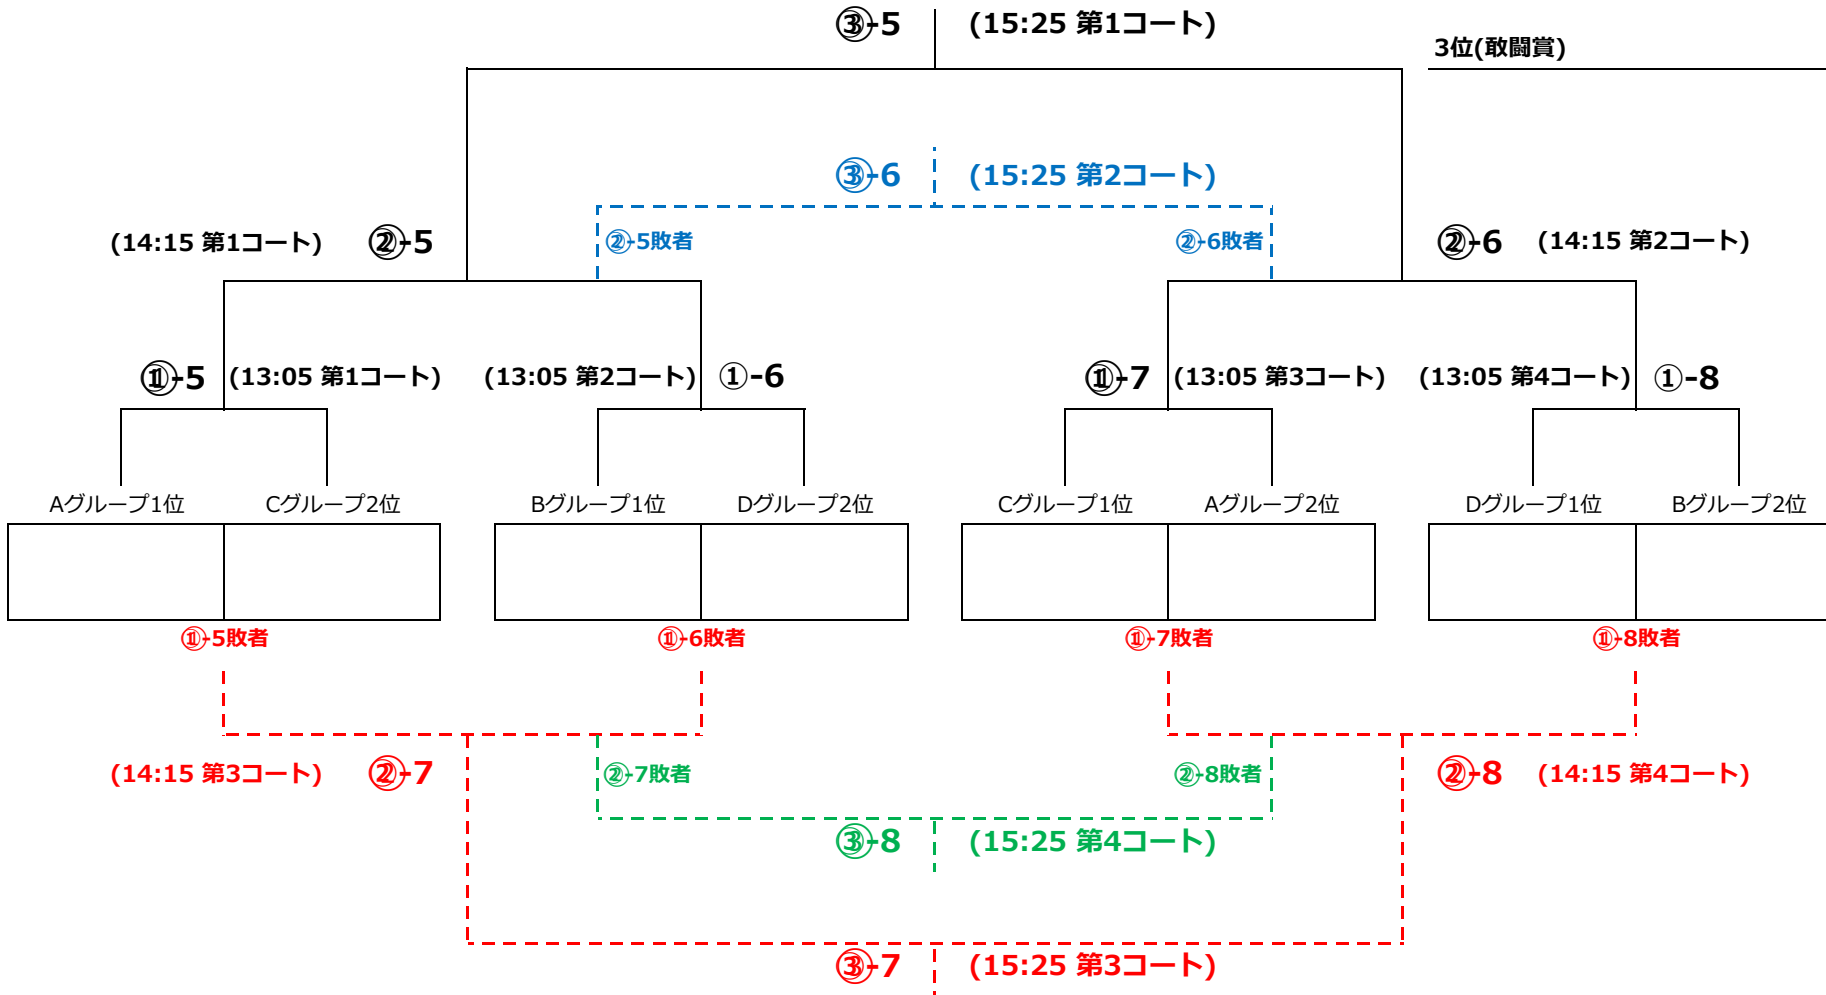 ③-5 (15:25 第1コート)
3位(敢闘賞)
③-6 (15:25 第2コート)
(14:15 第1コート) ②-5 ②-5敗者 ②-6敗者 ②-6 (14:15 第2コート)
①-5 (13:05 第1コート) (13:05 第2コート) ①-6 ①-7 (13:05 第3コート) (13:05 第4コート) ①-8
Aグループ1位 Cグループ2位 Bグループ1位 Dグループ2位 Cグループ1位 Aグループ2位 Dグループ1位 Bグループ2位
①-5敗者 ①-6敗者 ①-7敗者 ①-8敗者
(14:15 第3コート) ②-7 ②-7敗者 ②-8敗者 ②-8 (14:15 第4コート)
③-8 (15:25 第4コート)
③-7 (15:25 第3コート)